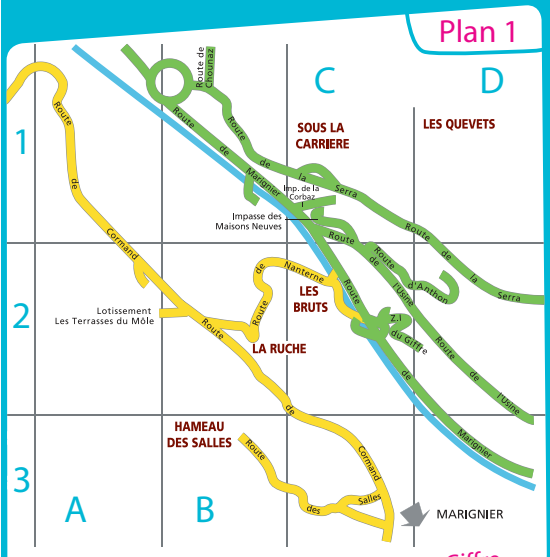 Plan 1
C
D
1
Route de
Chounaz
SOUS LA
CARRIERE
LES QUEVETS
Route
de
Cormand
Route
de
Marignier
Route
de
la
Serra
Imp. de la
Corbaz
Impasse des
Maisons Neuves
Route
de
la
Serra
Route
de
l'Usine
Route
d'Anthon
2
Lotissement
Les Terrasses du Môle
Route
de
Nanterne
LES
BRUTS
Route
Z.I
du Giffre
Route
de
l'Usine
LA RUCHE
Route
de
Cormand
de
Marignier
HAMEAU
DES SALLES
Route
des
Salles
3
A
B
MARIGNIER
Giffre